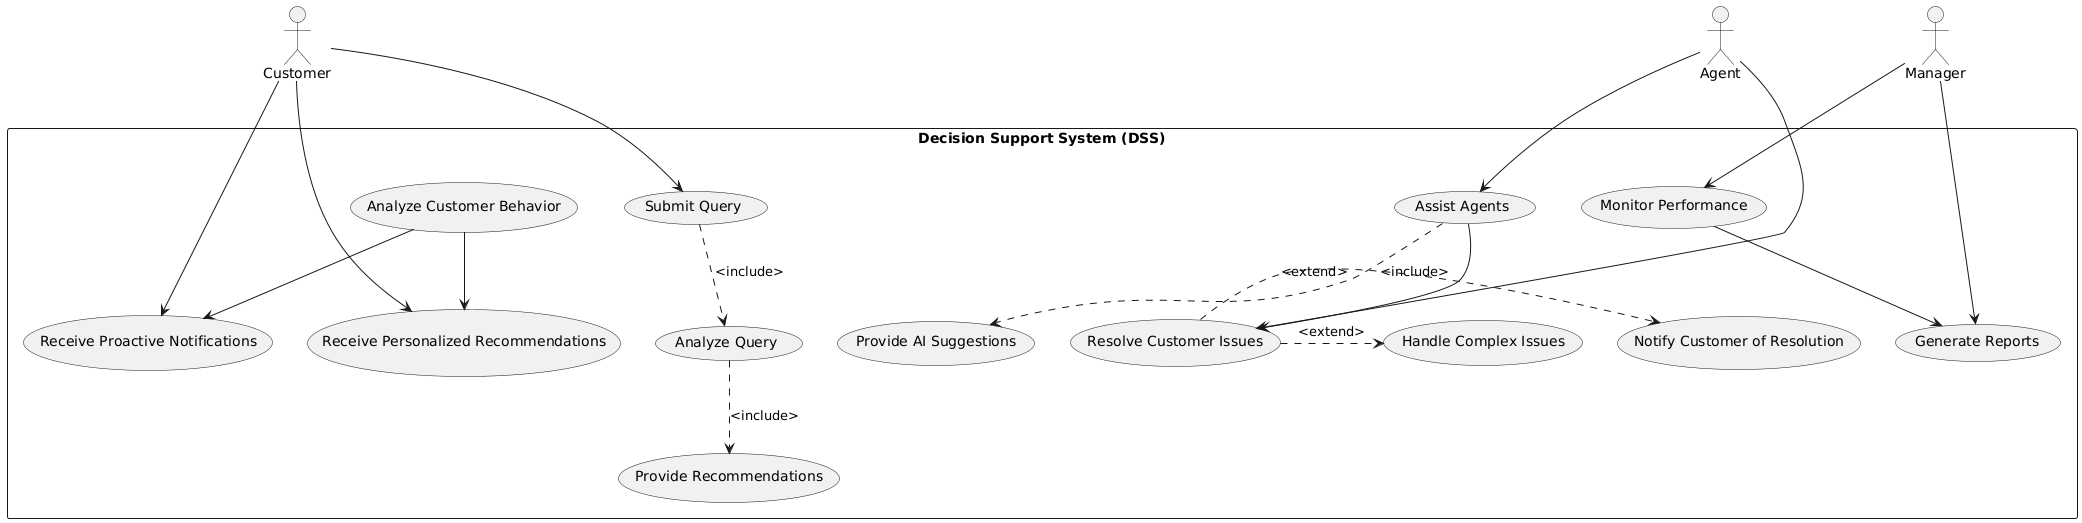 Customer
Agent
Manager
Decision Support System (DSS)
Analyze Customer Behavior
Submit Query
Assist Agents
Monitor Performance
<include>
<extend>
<include>
<extend>
Receive Proactive Notifications
Receive Personalized Recommendations
Analyze Query
Provide AI Suggestions
Resolve Customer Issues
Handle Complex Issues
Notify Customer of Resolution
Generate Reports
<include>
Provide Recommendations